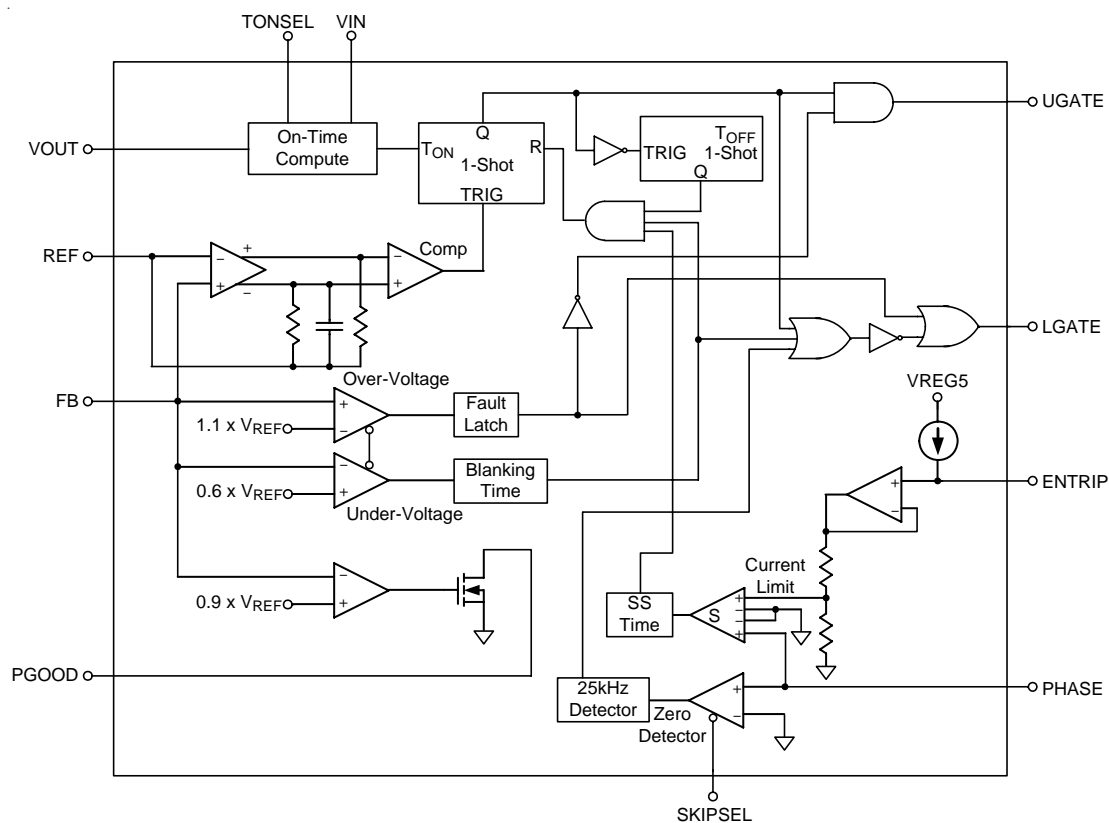 TONSEL VIN
UGATE
VOUT
On-Time
Compute
Q
TON
1-Shot
R
TRIG
TRIG
TOFF
1-Shot
Q
REF
+
−
+
−
−
+
Comp
LGATE
FB
Over-Voltage
+
−
1.1 x VREF
Fault
Latch
VREG5
−
+
0.6 x VREF
Under-Voltage
Blanking
Time
+
−
ENTRIP
−
+
0.9 x VREF
Current
Limit
SS
Time
S
+
−
−
+
PGOOD
25kHz
Detector
Zero
Detector
+
−
PHASE
SKIPSEL